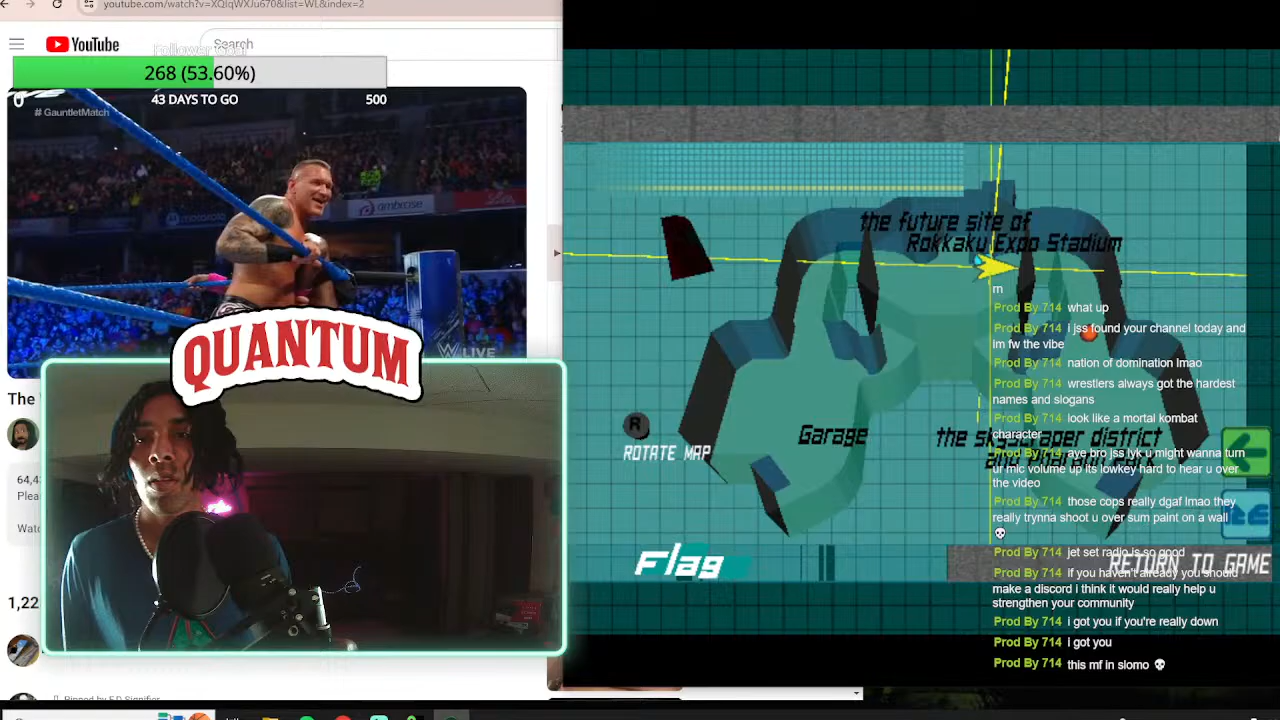 youtube.com/watch?v=XQlqWXJu670&list=WL&index=2
YouTube
Search
268 (53.60%)
43 DAYS TO GO
500
# GauntletMatch
ambrose
LIVE
The
64,4
Plea
Wat
1,22
QUANTUM
the future site of
Rokkaku Expo Stadium
Garage
the skyscraper district
R
ROTATE MAP
Flag
RETURN TO GAME
m
Prod By 714 what up
Prod By 714 i jss found your channel today and
im fw the vibe
Prod By 714 nation of domination lmao
Prod By 714 wrestlers always got the hardest
names and slogans
Prod By 714 look like a mortal kombat
character
Prod By 714 aye bro jss lyk u might wanna turn
ur mic volume up its lowkey hard to hear u over
the video
Prod By 714 those cops really dgaf lmao they
really trynna shoot u over sum paint on a wall
💀
Prod By 714 jet set radio is so good
Prod By 714 if you haven't already you should
make a discord i think it would really help u
strengthen your community
Prod By 714 i got you if you're really down
Prod By 714 i got you
Prod By 714 this mf in slomo 💀